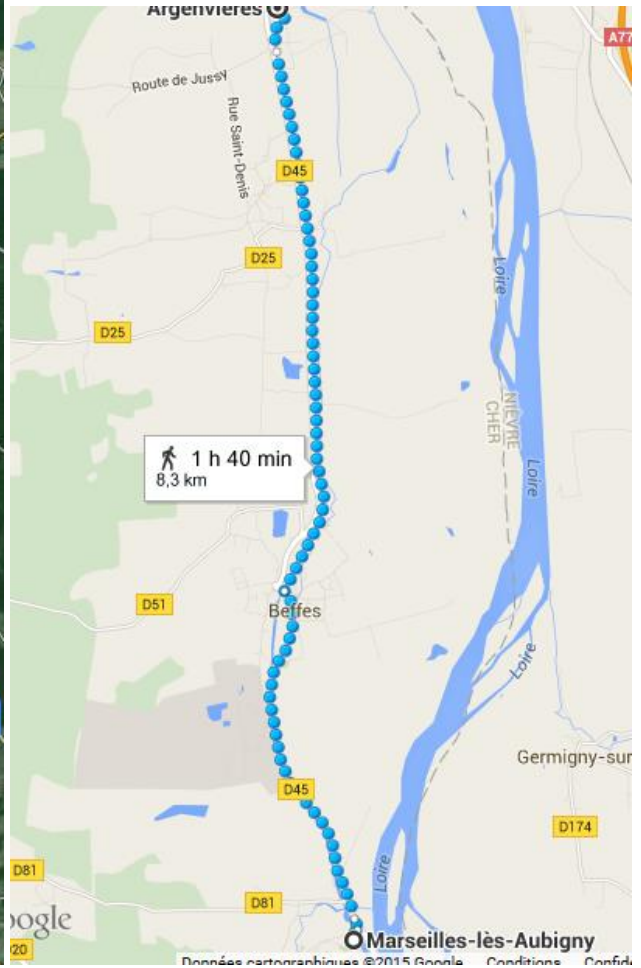 Argenvières
A77
Route de Jussy
Rue Saint-Denis
D45
D25
Loire
D25
NIÈVRE
CHER
1 h 40 min
8,3 km
Loire
D51
Beffes
Loire
Germigny-sur
D45
D174
D81
D81
Loire
oogle
20
Marseilles-lès-Aubigny
Données cartographiques ©2015 Google
Conditions
Confide